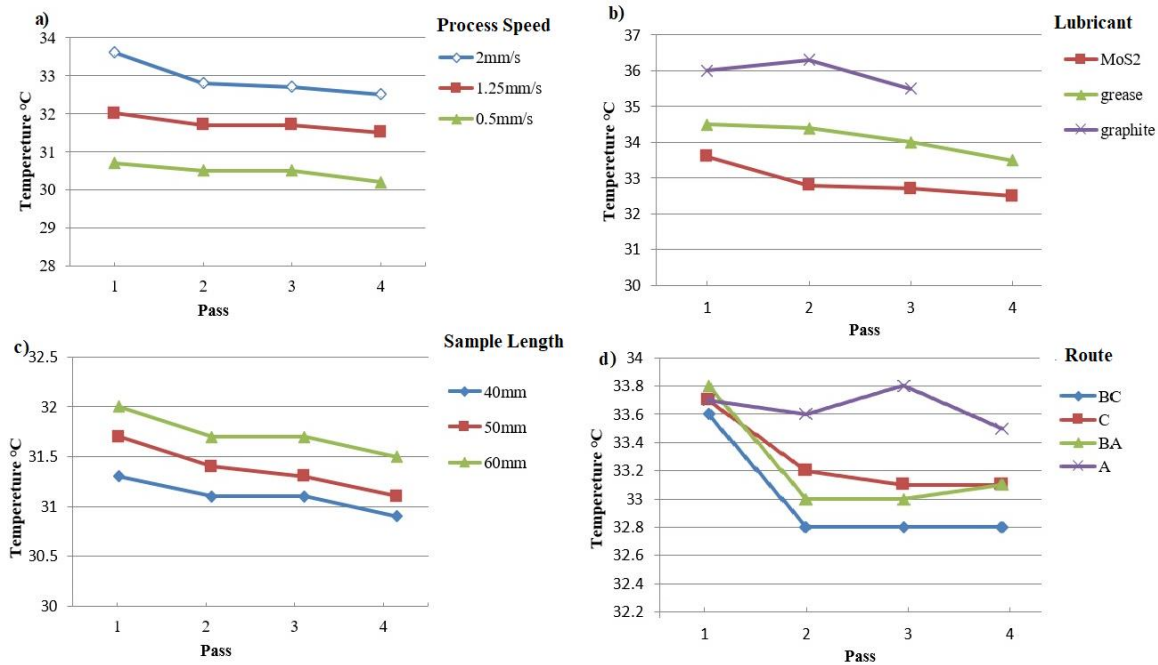 a)
Process Speed
2mm/s
1.25mm/s
0.5mm/s
Tempereture °C
34
33
32
31
30
29
28
1 2 3 4
Pass
b)
Lubricant
MoS2
grease
graphite
Tempereture °C
37
36
35
34
33
32
31
30
1 2 3 4
Pass
c)
Sample Length
40mm
50mm
60mm
Tempereture °C
32.5
32
31.5
31
30.5
30
1 2 3 4
Pass
d)
Route
BC
C
BA
A
Tempereture °C
34
33.8
33.6
33.4
33.2
33
32.8
32.6
32.4
32.2
1 2 3 4
Pass